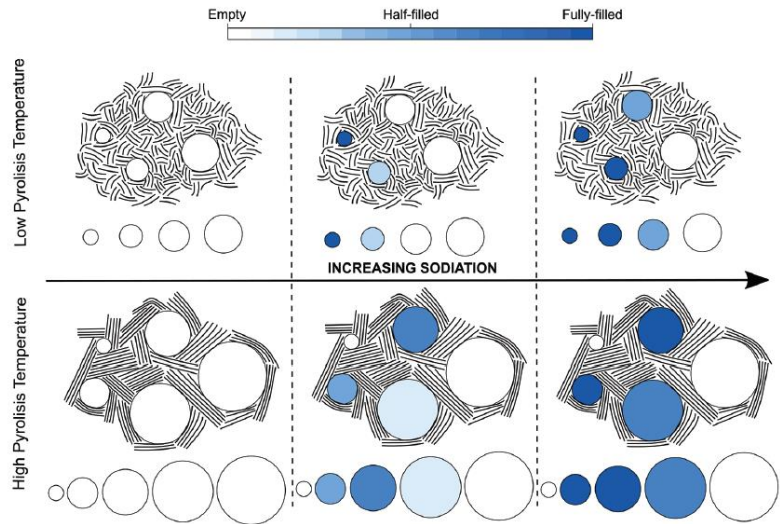 Empty
Half-filled
Fully-filled
Low Pyrolisis Temperature
INCREASING SODIATION
High Pyrolisis Temperature